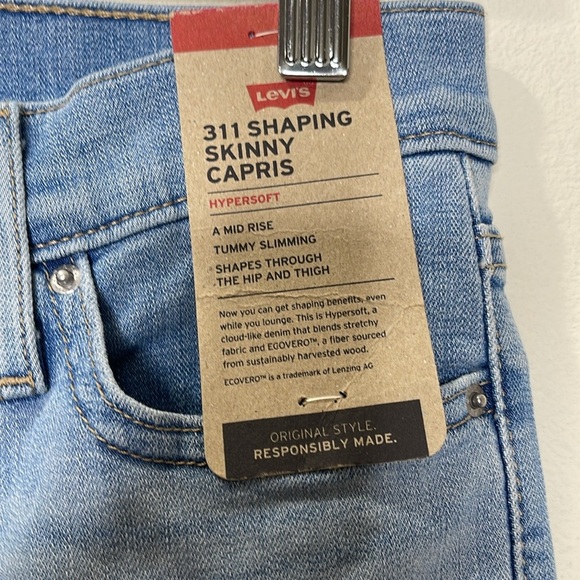 Levi's
311 SHAPING
SKINNY
CAPRIS
HYPERSOFT
A MID RISE
TUMMY SLIMMING
SHAPES THROUGH
THE HIP AND THIGH
Now you can get shaping benefits, even
while you lounge. This is Hypersoft, a
cloud-like denim that blends stretchy
fabric and ECOVERO™, a fiber sourced
from sustainably harvested wood.
ECOVERO™ is a trademark of Lenzing AG
ORIGINAL STYLE.
RESPONSIBLY MADE.